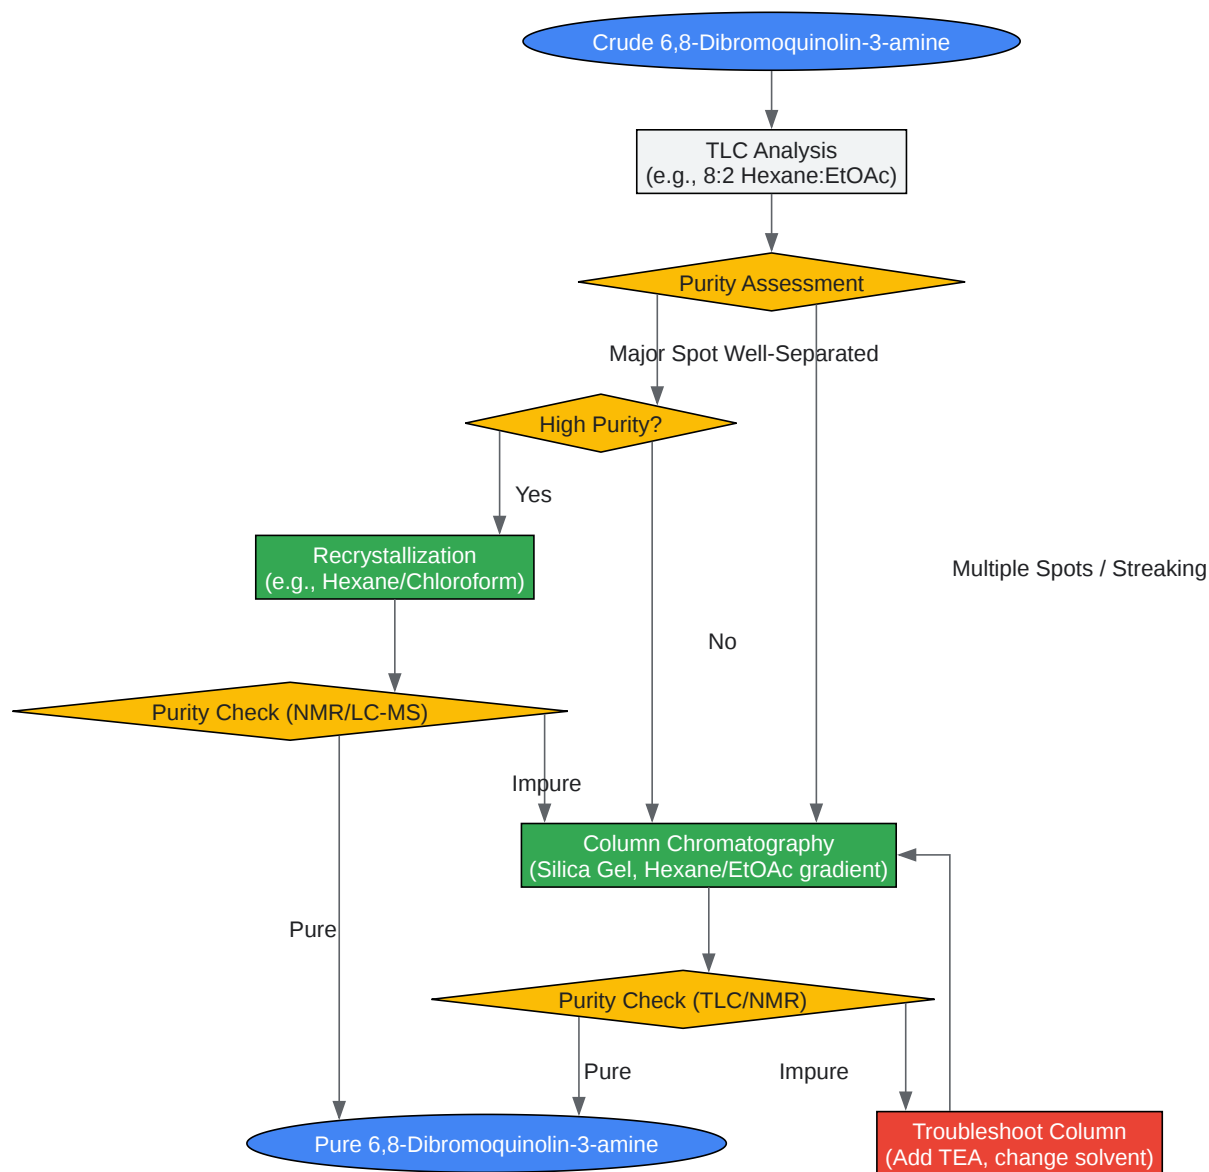 Crude 6,8-Dibromoquinolin-3-amine
TLC Analysis
(e.g., 8:2 Hexane:EtOAc)
Purity Assessment
Major Spot Well-Separated
High Purity?
Yes
Recrystallization
(e.g., Hexane/Chloroform)
Multiple Spots / Streaking
No
Purity Check (NMR/LC-MS)
Impure
Column Chromatography
(Silica Gel, Hexane/EtOAc gradient)
Pure
Purity Check (TLC/NMR)
Pure
Impure
Pure 6,8-Dibromoquinolin-3-amine
Troubleshoot Column
(Add TEA, change solvent)